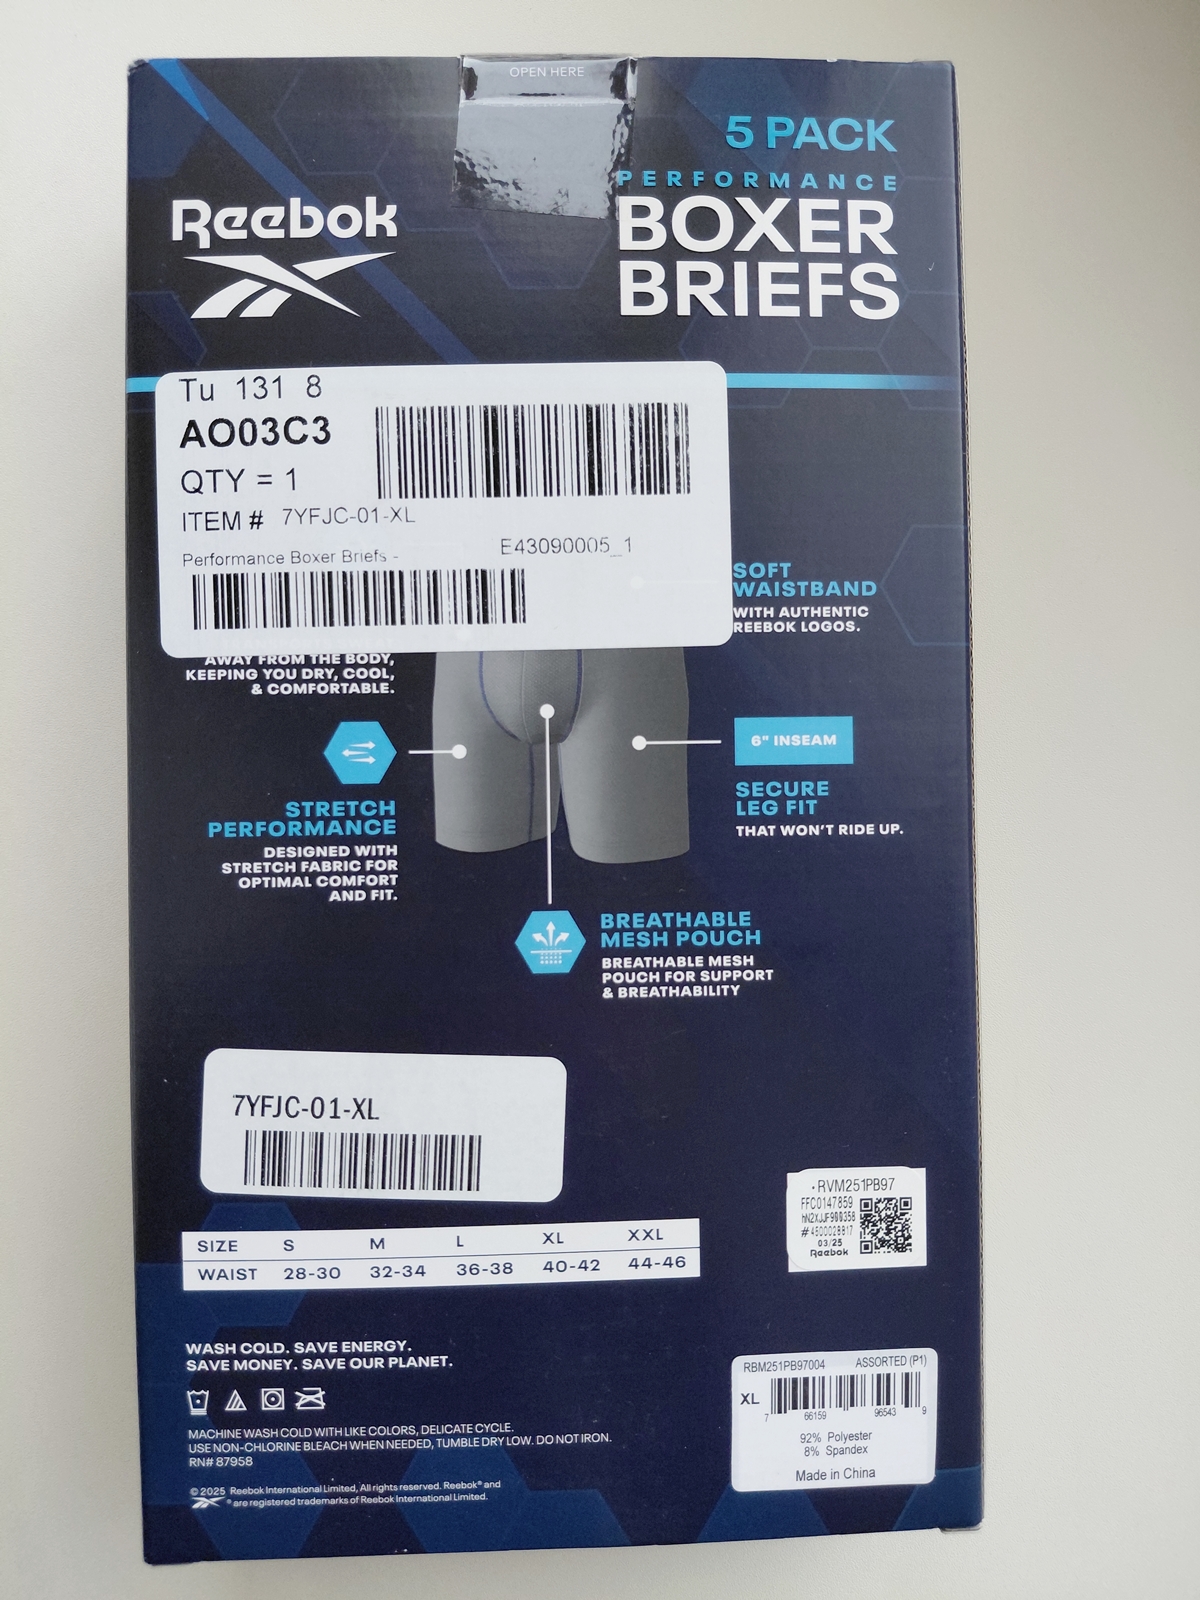 OPEN HERE
5 PACK
PERFORMANCE
BOXER
BRIEFS
Reebok
Tu 131 8
AO03C3
QTY = 1
ITEM # 7YFJC-01-XL
Performance Boxer Briefs -
E43090005_1
SOFT
WAISTBAND
WITH AUTHENTIC
REEBOK LOGOS.
AWAY FROM THE BODY,
KEEPING YOU DRY, COOL,
& COMFORTABLE.
6" INSEAM
SECURE
LEG FIT
THAT WON'T RIDE UP.
STRETCH
PERFORMANCE
DESIGNED WITH
STRETCH FABRIC FOR
OPTIMAL COMFORT
AND FIT.
BREATHABLE
MESH POUCH
BREATHABLE MESH
POUCH FOR SUPPORT
& BREATHABILITY
7YFJC-01-XL
•RVM251PB97
FFC0147859
hN2XJJF900358
#4500028817
03/25
Reebok
SIZE S M L XL XXL
WAIST 28-30 32-34 36-38 40-42 44-46
WASH COLD. SAVE ENERGY.
SAVE MONEY. SAVE OUR PLANET.
MACHINE WASH COLD WITH LIKE COLORS, DELICATE CYCLE.
USE NON-CHLORINE BLEACH WHEN NEEDED, TUMBLE DRY LOW. DO NOT IRON.
RN# 87958
© 2025 Reebok International Limited, All rights reserved. Reebok® and
® are registered trademarks of Reebok International Limited.
RBM251PB97004 ASSORTED (P1)
XL
7 66159 96543 9
92% Polyester
8% Spandex
Made in China